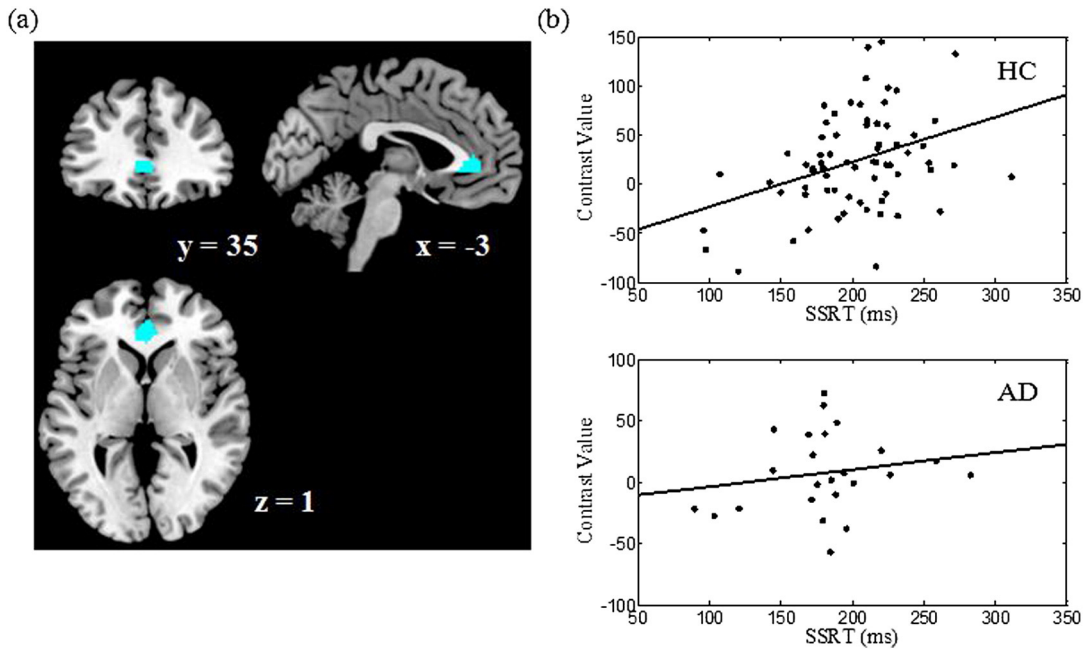 (a)
y = 35
x = -3
z = 1
(b)
HC
Contrast Value
150
100
50
0
-50
-100
50 100 150 200 250 300 350
SSRT (ms)
AD
Contrast Value
100
50
0
-50
-100
50 100 150 200 250 300 350
SSRT (ms)